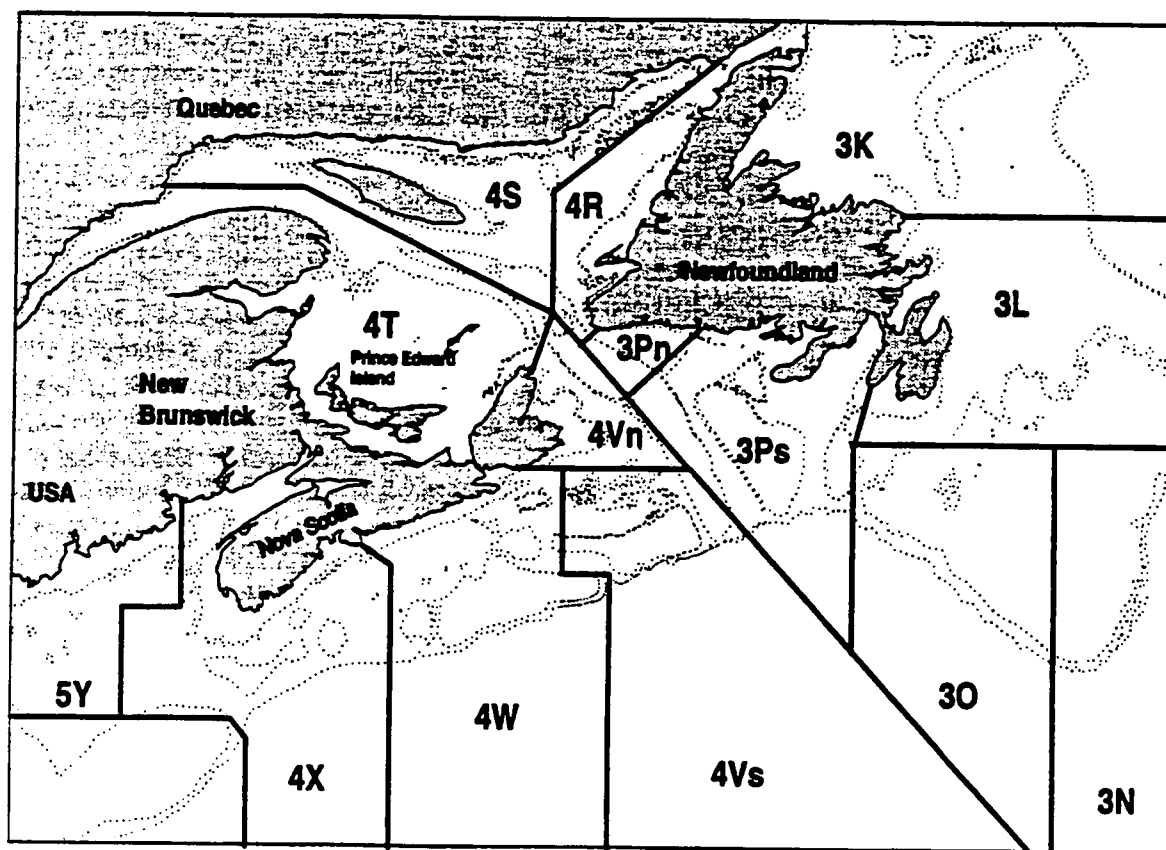 Quebec
3K
4S
4R
Newfoundland
3L
4T
3Pn
Prince Edward
Island
New
Brunswick
4Vn
3Ps
USA
Nova Scotia
5Y
4W
3O
4X
4Vs
3N